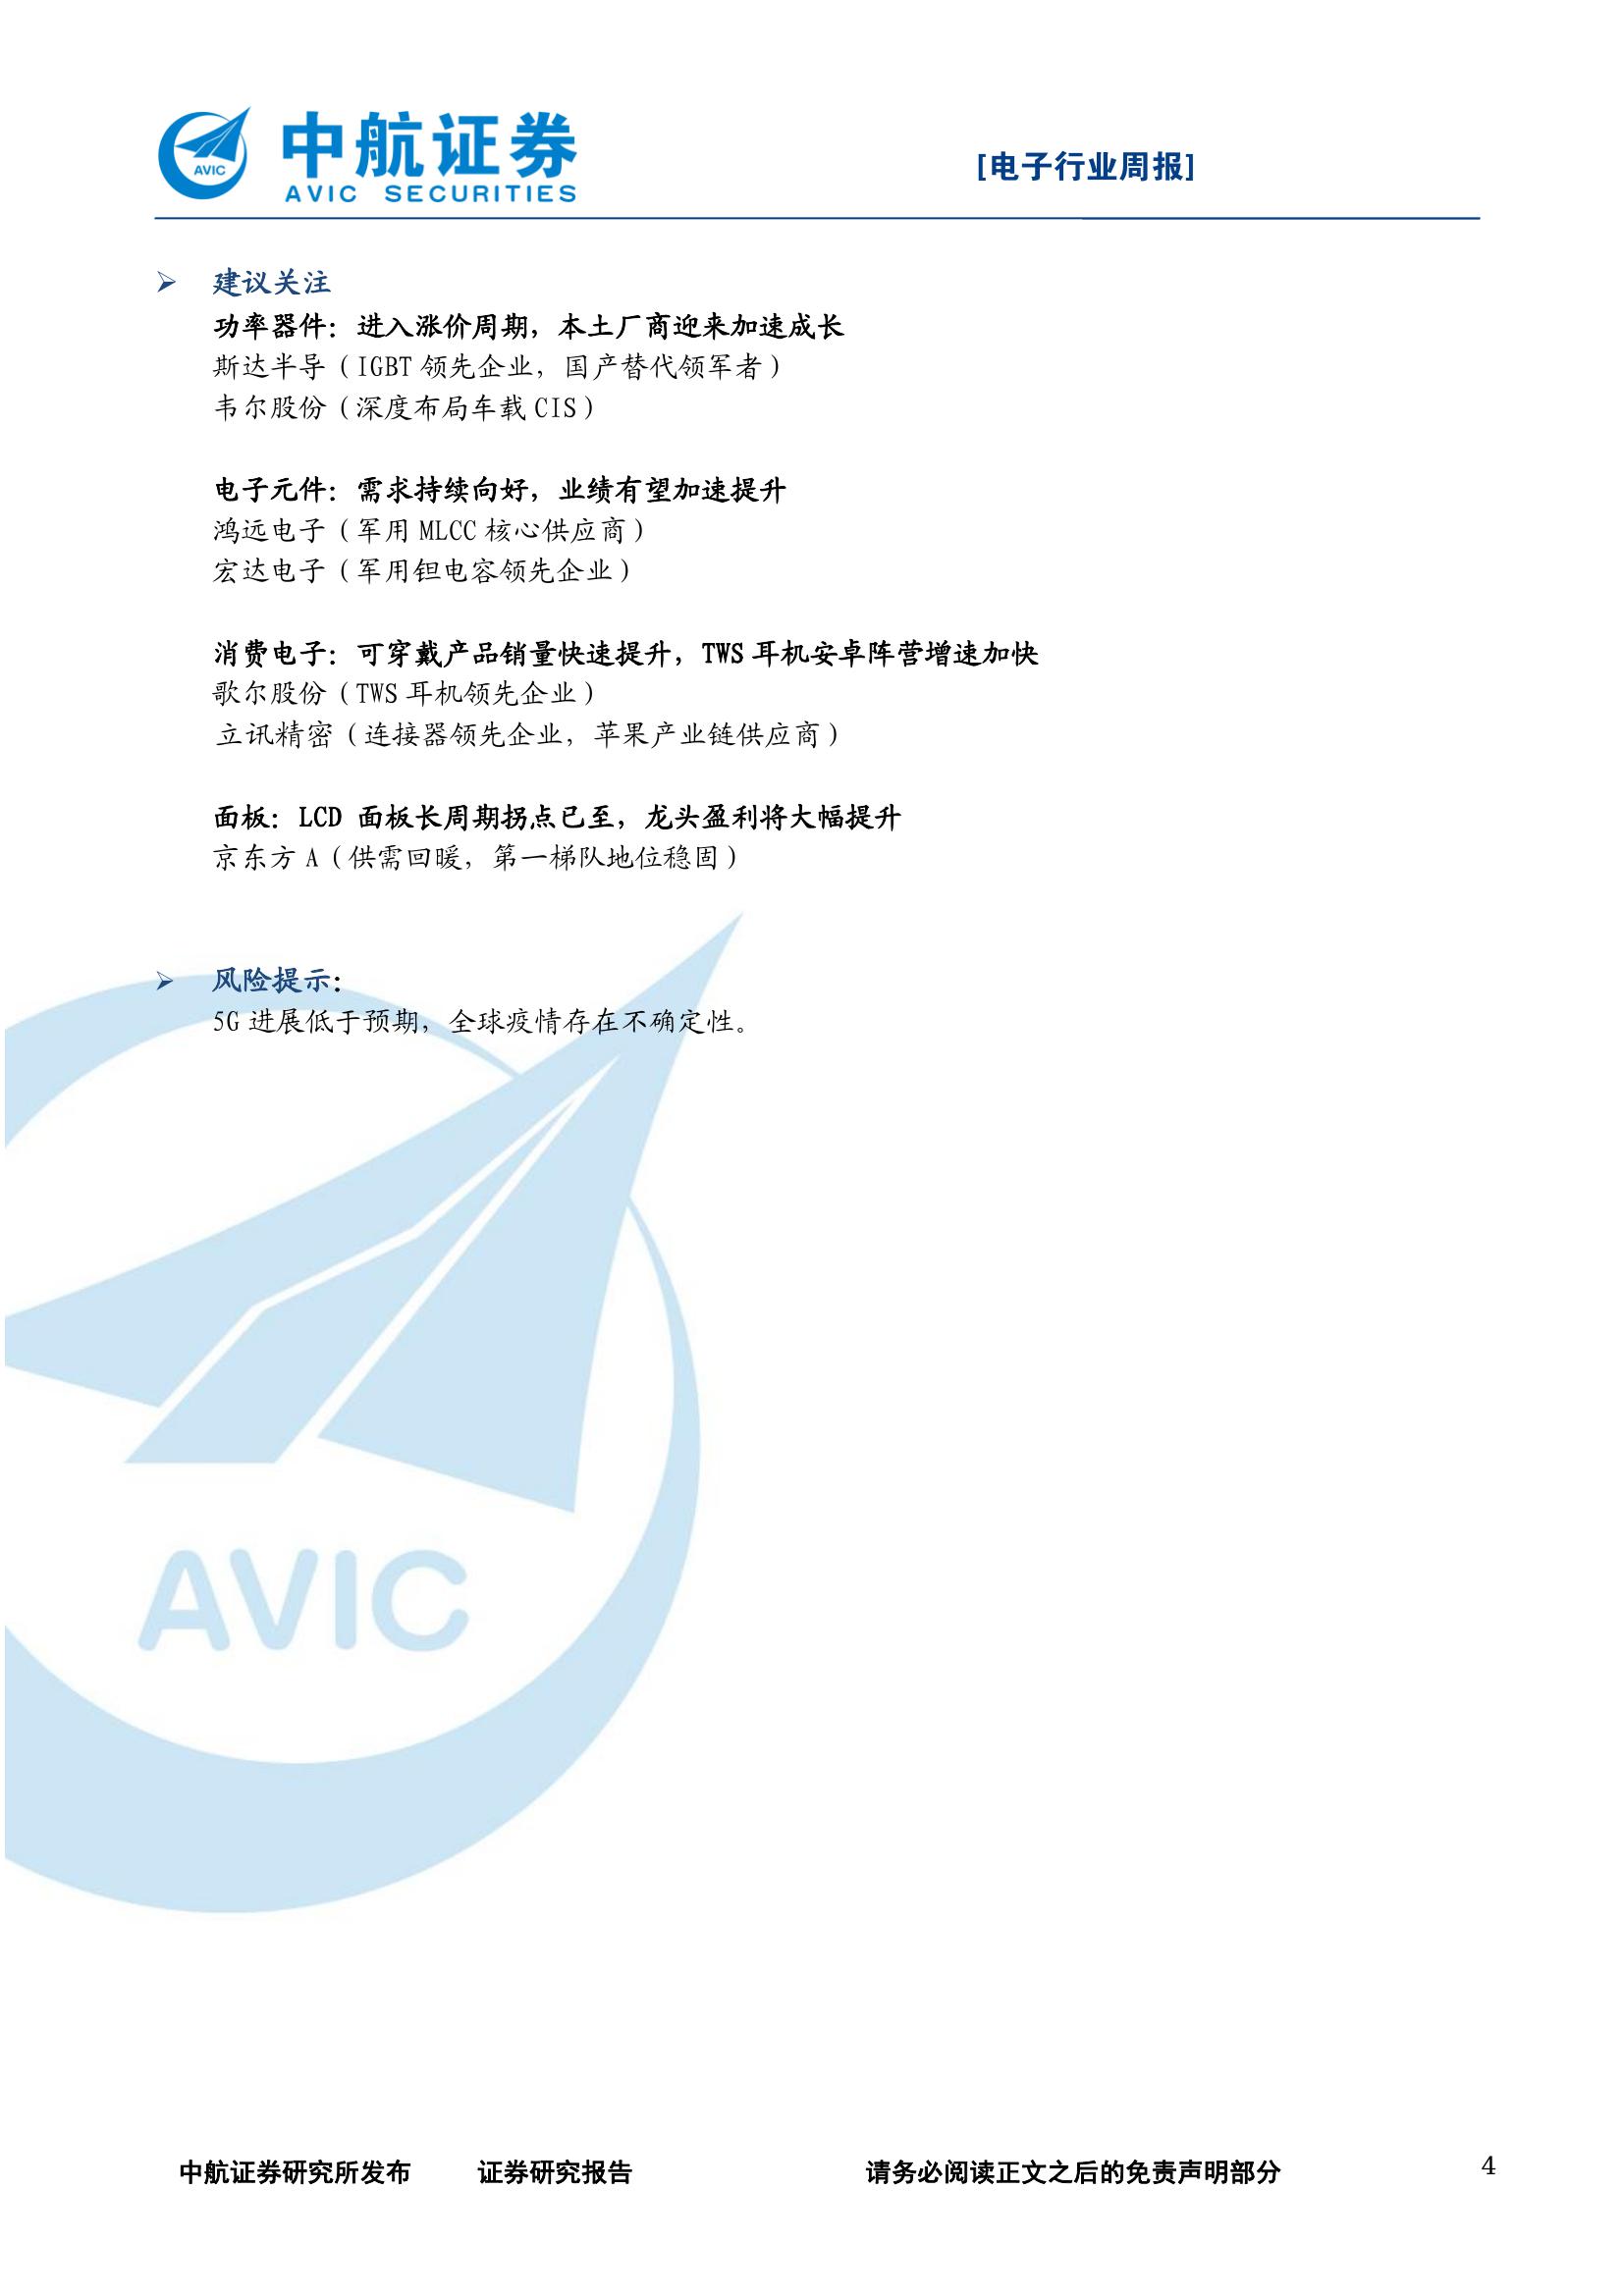 AVIC
中航证券
AVIC SECURITIES
[电子行业周报]
建议关注
功率器件：进入涨价周期，本土厂商迎来加速成长
斯达半导（IGBT 领先企业，国产替代领军者）
韦尔股份（深度布局车载 CIS）
电子元件：需求持续向好，业绩有望加速提升
鸿远电子（军用 MLCC 核心供应商）
宏达电子（军用钽电容领先企业）
消费电子：可穿戴产品销量快速提升，TWS 耳机安卓阵营增速加快
歌尔股份（TWS 耳机领先企业）
立讯精密（连接器领先企业，苹果产业链供应商）
面板：LCD 面板长周期拐点已至，龙头盈利将大幅提升
京东方 A（供需回暖，第一梯队地位稳固）
风险提示：
5G 进展低于预期，全球疫情存在不确定性。
AVIC
中航证券研究所发布 证券研究报告 请务必阅读正文之后的免责声明部分 4